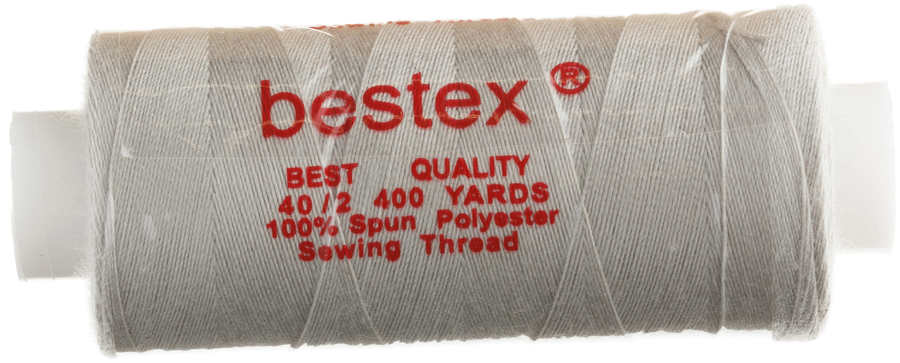 bestex ®
BEST QUALITY
40/2 400 YARDS
100% Spun Polyester
Sewing Thread